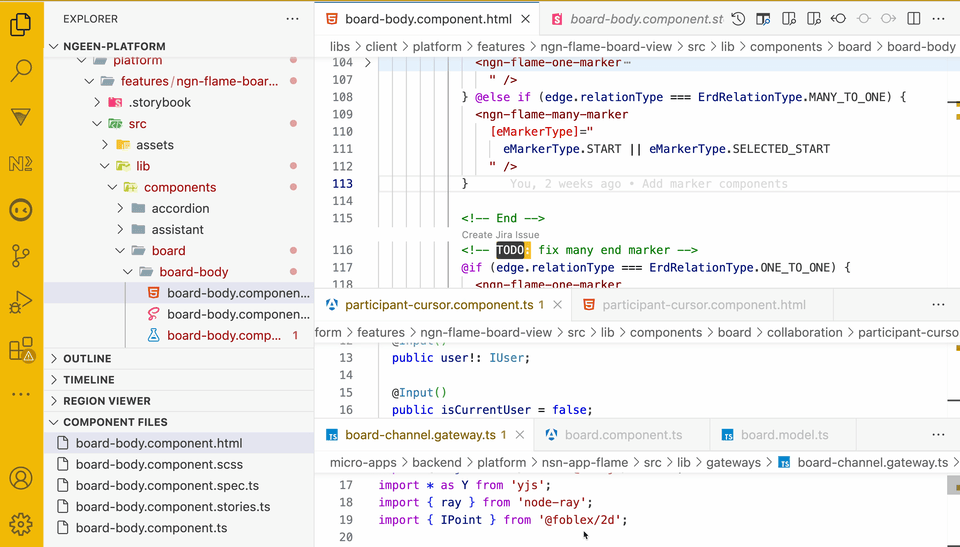 EXPLORER
NGEEN-PLATFORM
platform
features / ngn-flame-boar...
.storybook
src
assets
lib
components
accordion
assistant
board
board-body
board-body.componen...
board-body.componen...
board-body.comp... 1
OUTLINE
TIMELINE
REGION VIEWER
COMPONENT FILES
board-body.component.html
board-body.component.scss
board-body.component.spec.ts
board-body.component.stories.ts
board-body.component.ts
board-body.component.html
board-body.component.st
libs > client > platform > features > ngn-flame-board-view > src > lib > components > board > board-body
104 <ngn-flame-one-marker…
107 " />
108 } @else if (edge.relationType === ErdRelationType.MANY_TO_ONE) {
109 <ngn-flame-many-marker
110 [eMarkerType]="
111 eMarkerType.START || eMarkerType.SELECTED_START
112 " />
113 } You, 2 weeks ago • Add marker components
114
115 <!-- End -->
Create Jira Issue
116 <!-- TODO: fix many end marker -->
117 @if (edge.relationType === ErdRelationType.ONE_TO_ONE) {
118 <ngn-flame-one-marker
participant-cursor.component.ts 1
participant-cursor.component.html
form > features > ngn-flame-board-view > src > lib > components > board > collaboration > participant-curso
12 @Input()
13 public user!: IUser;
14
15 @Input()
16 public isCurrentUser = false;
board-channel.gateway.ts 1
board.component.ts
board.model.ts
micro-apps > backend > platform > nsn-app-flame > src > lib > gateways > board-channel.gateway.ts >
17 import * as Y from 'yjs';
18 import { ray } from 'node-ray';
19 import { IPoint } from '@foblex/2d';
20